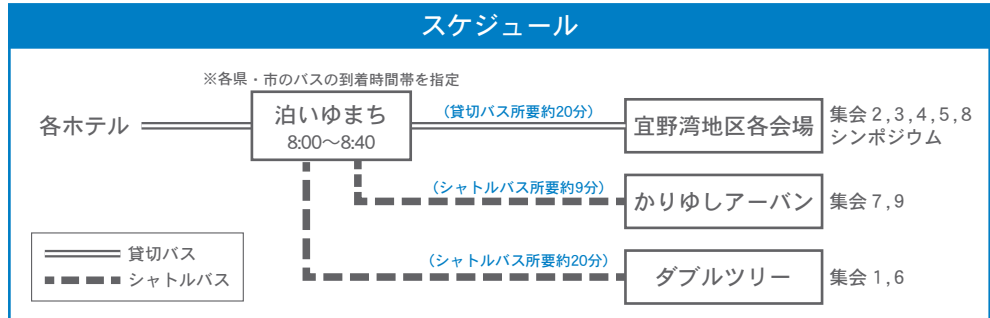 スケジュール
※各県・市のバスの到着時間帯を指定
各ホテル
泊いゆまち
8:00〜8:40
(貸切バス所要約20分)
宜野湾地区各会場
集会2,3,4,5,8
シンポジウム
(シャトルバス所要約9分)
かりゆしアーバン
集会7,9
(シャトルバス所要約20分)
ダブルツリー
集会1,6
貸切バス
シャトルバス